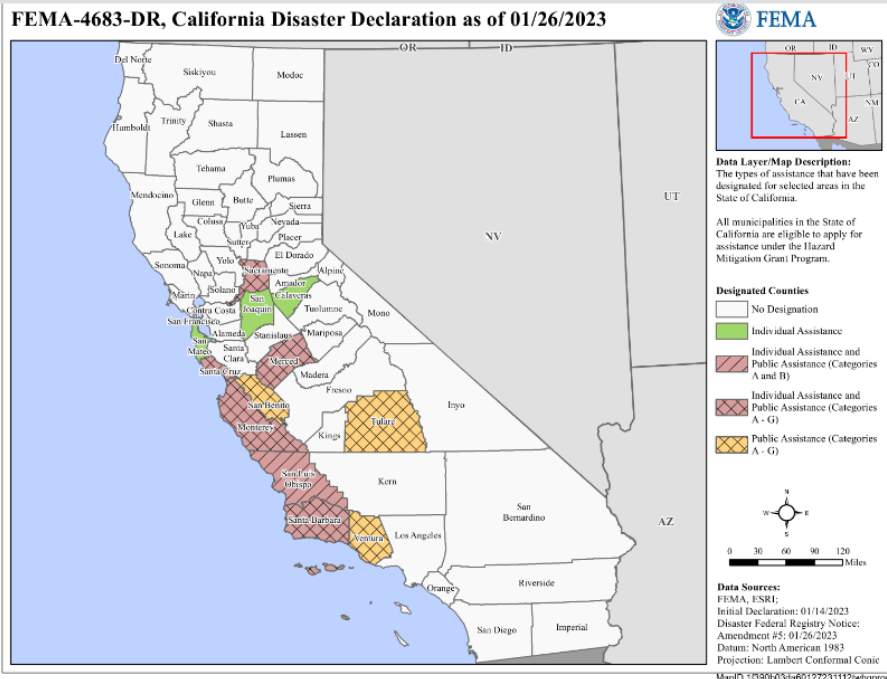 FEMA-4683-DR, California Disaster Declaration as of 01/26/2023
FEMA
OR
ID
Del Norte
Siskiyou
Modoc
Humboldt
Trinity
Shasta
Lassen
Tehama
Plumas
Mendocino
Glenn
Butte
Sierra
Colusa
Yuba
Nevada
Lake
Sutter
Placer
Sonoma
Napa
Yolo
El Dorado
Sacramento
Alpine
Marin
Solano
Amador
Calaveras
Contra Costa
San
Joaquin
Tuolumne
Mono
San Francisco
Alameda
Stanislaus
Mariposa
San
Mateo
Santa
Clara
Merced
Santa Cruz
Madera
Fresno
San Benito
Inyo
Monterey
Kings
Tulare
San Luis
Obispo
Kern
San
Bernardino
Santa Barbara
Ventura
Los Angeles
Orange
Riverside
San Diego
Imperial
NV
UT
AZ
OR
ID
WY
NV
UT
CO
CA
AZ
NM
Data Layer/Map Description:
The types of assistance that have been
designated for selected areas in the
State of California.
All municipalities in the State of
California are eligible to apply for
assistance under the Hazard
Mitigation Grant Program.
Designated Counties
No Designation
Individual Assistance
Individual Assistance and
Public Assistance (Categories
A and B)
Individual Assistance and
Public Assistance (Categories
A - G)
Public Assistance (Categories
A - G)
N
W
E
S
0 30 60 90 120
Miles
Data Sources:
FEMA, ESRI;
Initial Declaration: 01/14/2023
Disaster Federal Registry Notice:
Amendment #5: 01/26/2023
Datum: North American 1983
Projection: Lambert Conformal Conic
MapID